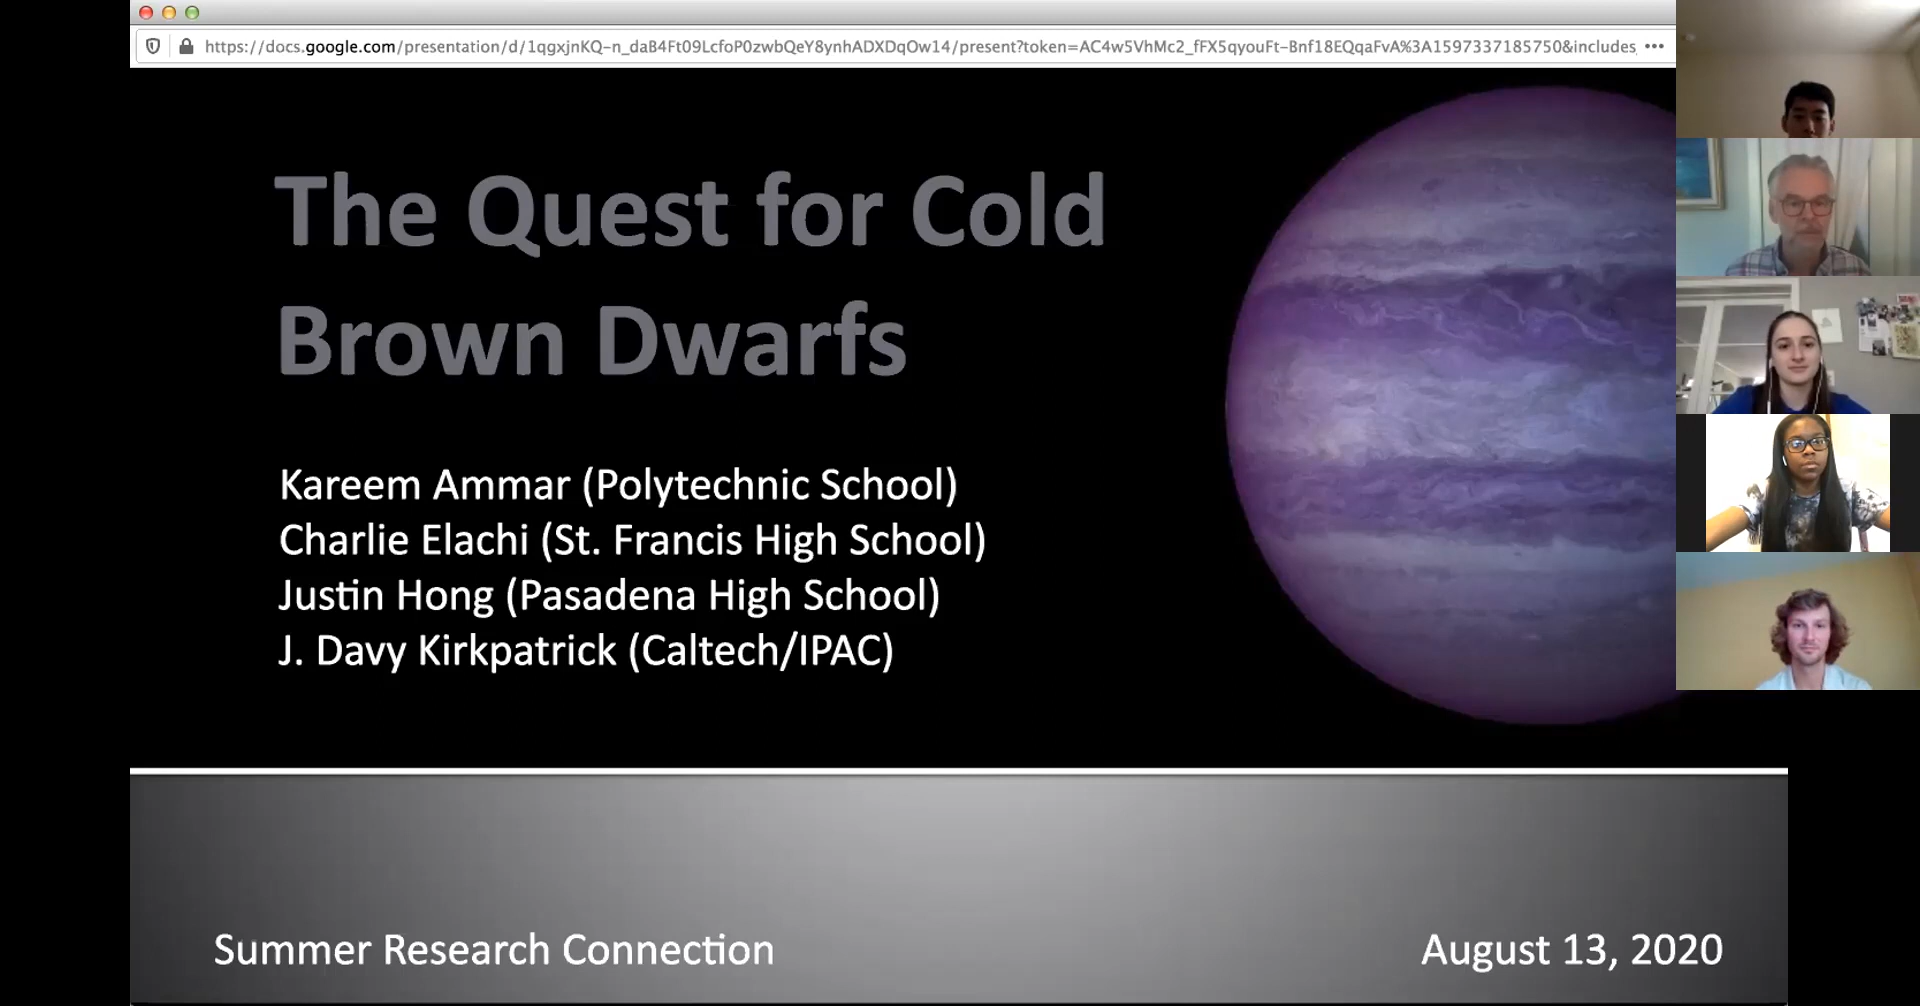 https://docs.google.com/presentation/d/1qgxjnKQ-n_daB4Ft09LcfoP0zwbQeY8ynhADXDqOw14/present?token=AC4w5VhMc2_fFX5qyouFt-Bnf18EQqaFvA%3A1597337185750&includes
The Quest for Cold
Brown Dwarfs
Kareem Ammar (Polytechnic School)
Charlie Elachi (St. Francis High School)
Justin Hong (Pasadena High School)
J. Davy Kirkpatrick (Caltech/IPAC)
Summer Research Connection
August 13, 2020